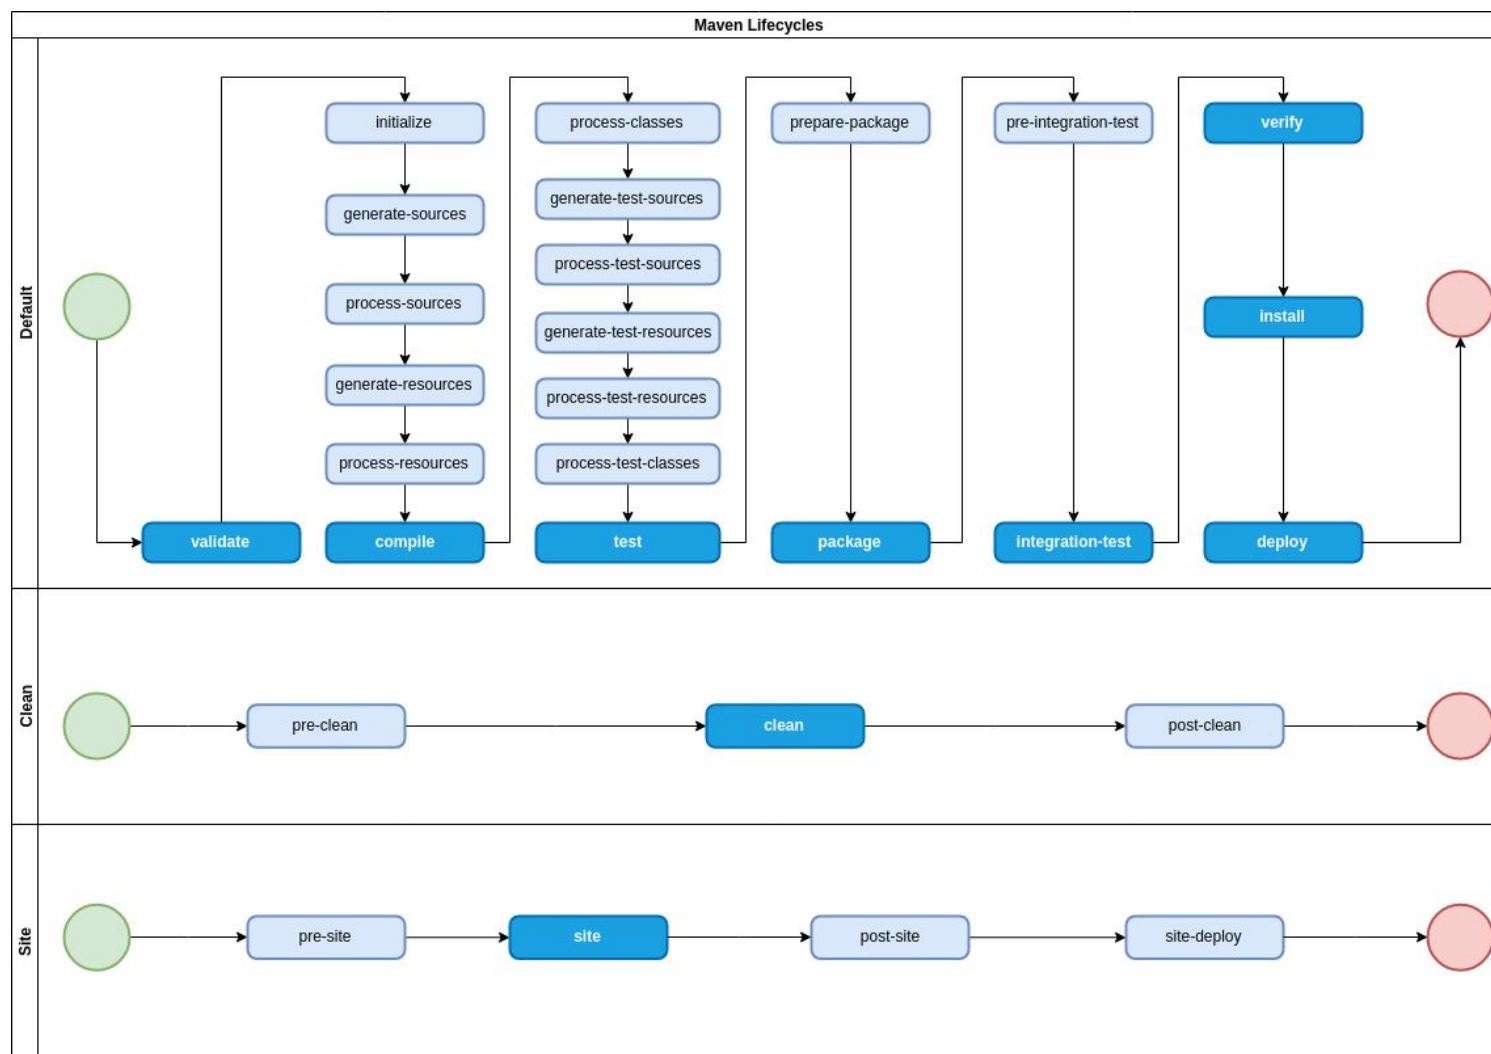 Maven Lifecycles
Default
validate
initialize
generate-sources
process-sources
generate-resources
process-resources
compile
process-classes
generate-test-sources
process-test-sources
generate-test-resources
process-test-resources
process-test-classes
test
prepare-package
package
pre-integration-test
integration-test
verify
install
deploy
Clean
pre-clean
clean
post-clean
Site
pre-site
site
post-site
site-deploy